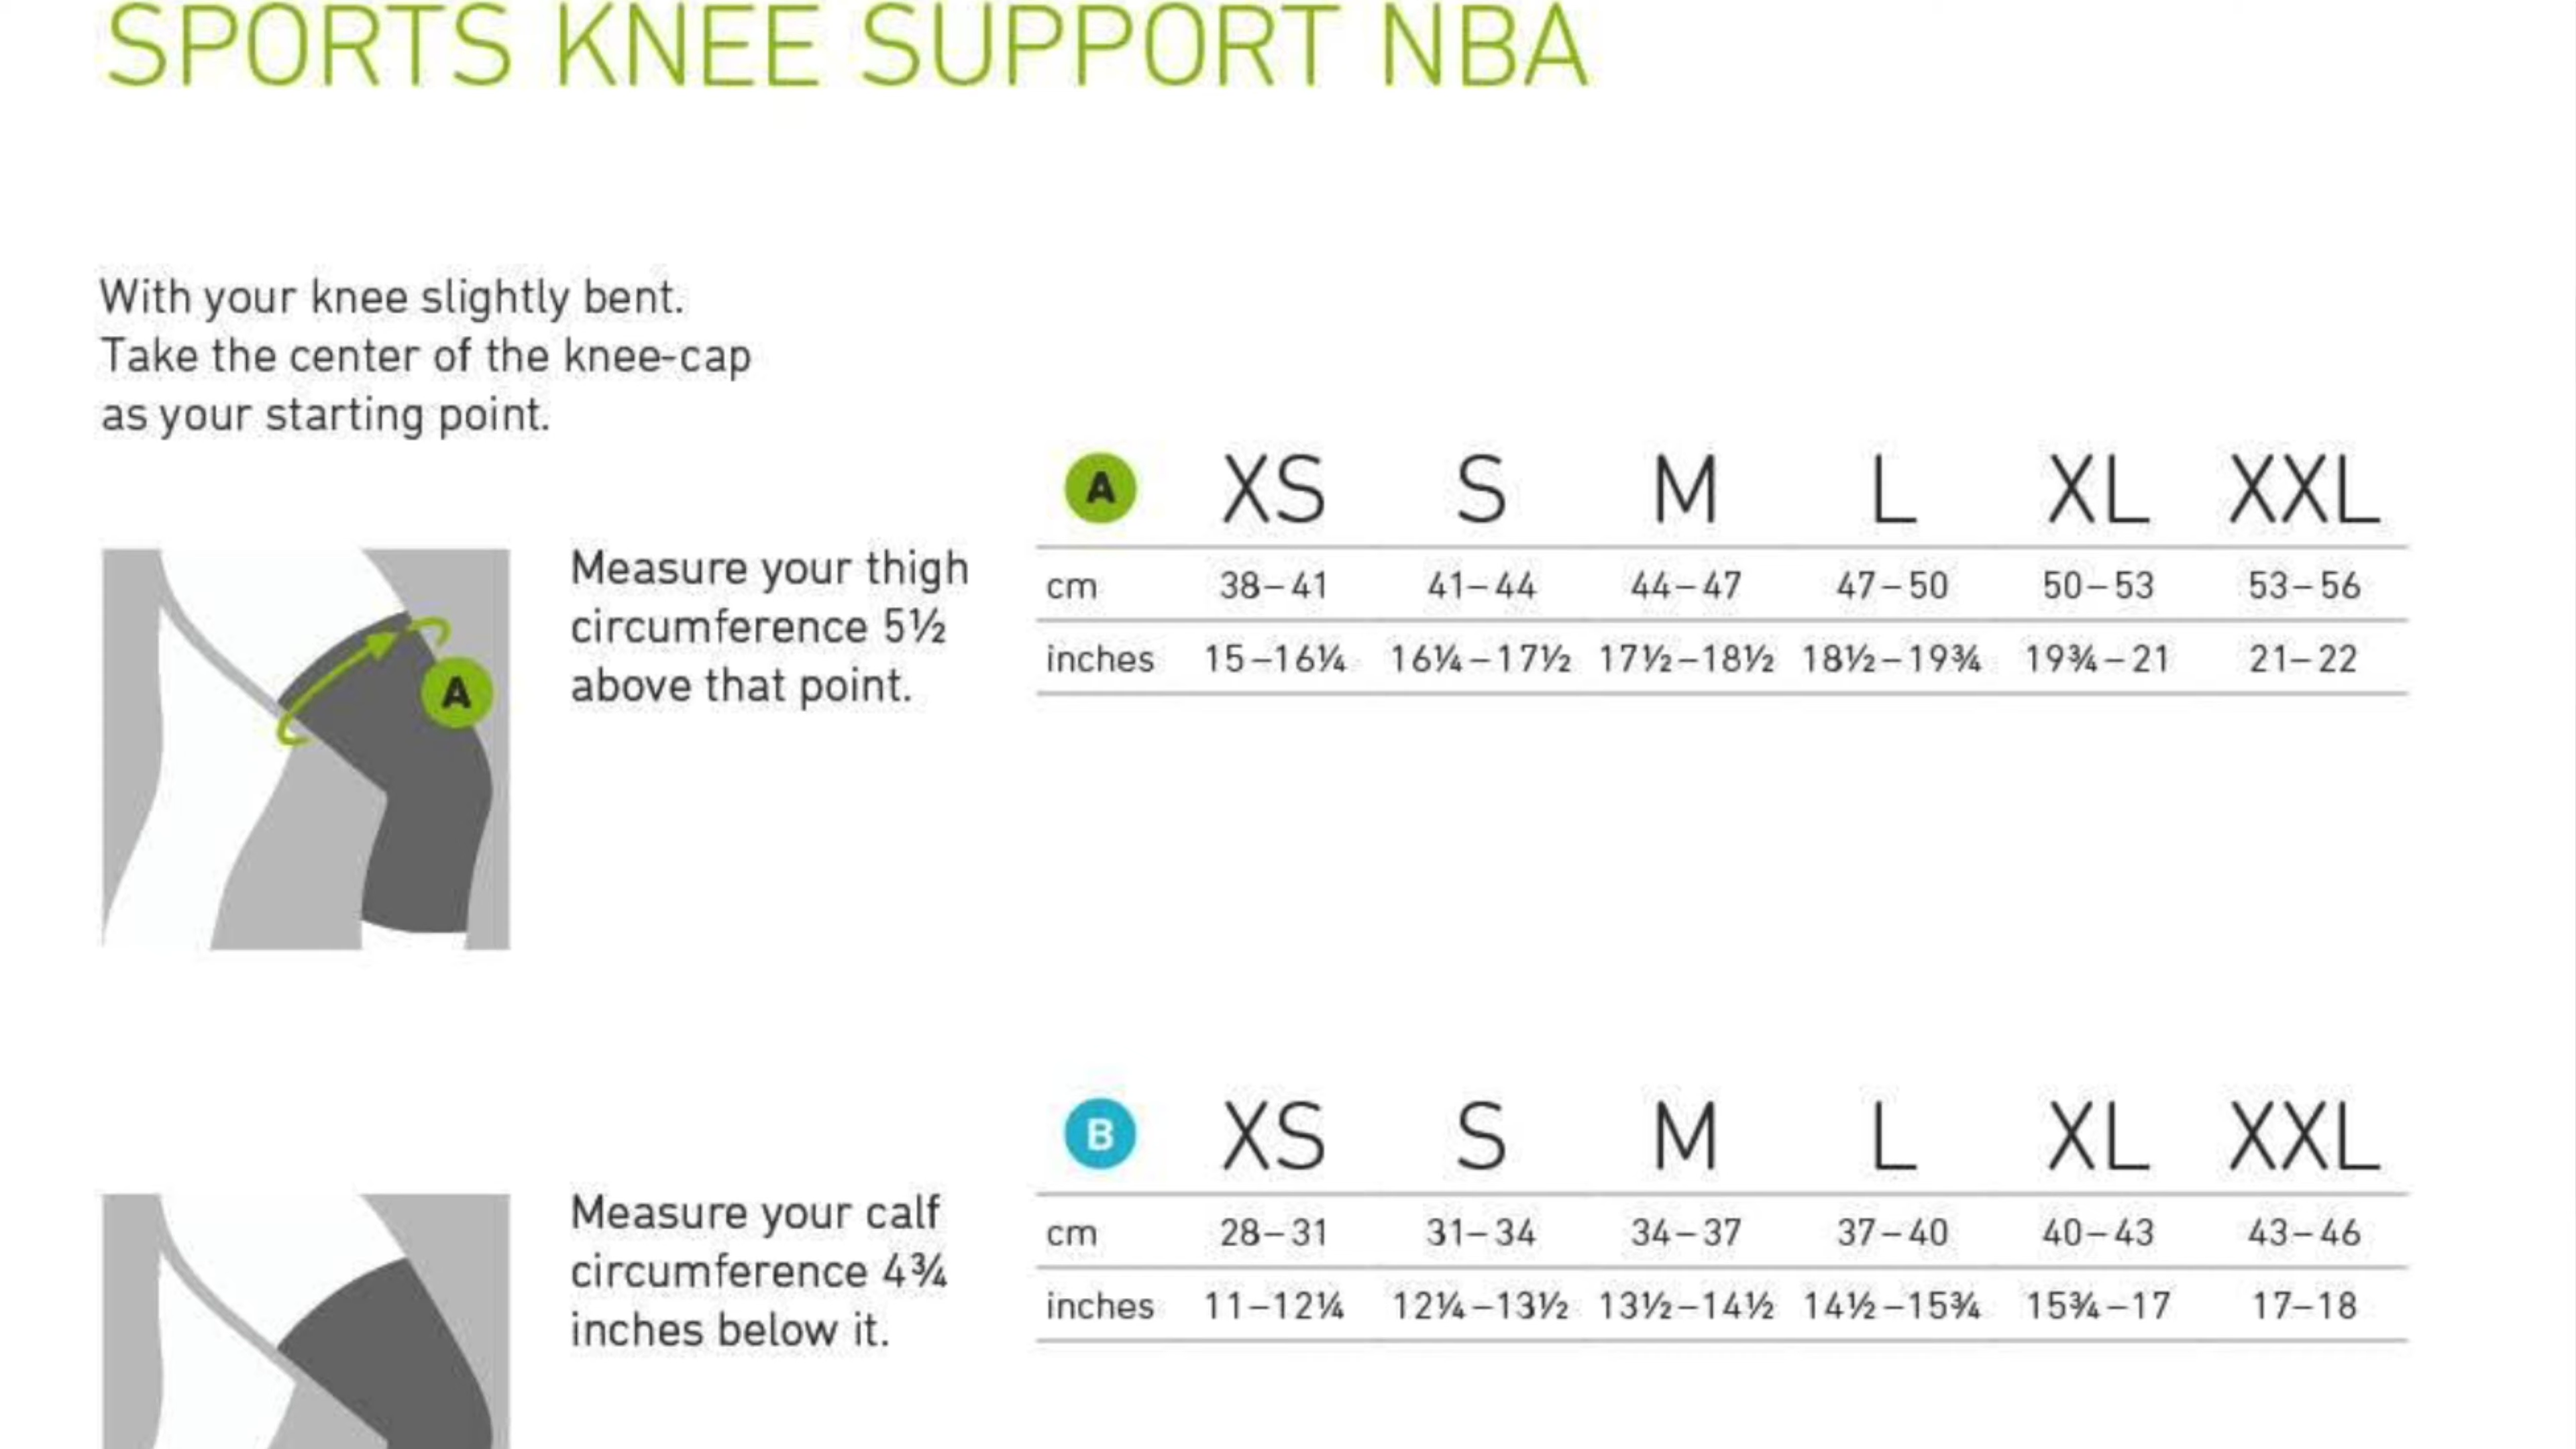 SPORTS KNEE SUPPORT NBA
With your knee slightly bent.
Take the center of the knee-cap
as your starting point.
A XS S M L XL XXL
cm 38–41 41–44 44–47 47–50 50–53 53–56
inches 15–16¼ 16¼–17½ 17½–18½ 18½–19¾ 19¾–21 21–22
Measure your thigh
circumference 5½
above that point.
A
B XS S M L XL XXL
cm 28–31 31–34 34–37 37–40 40–43 43–46
inches 11–12¼ 12¼–13½ 13½–14½ 14½–15¾ 15¾–17 17–18
Measure your calf
circumference 4¾
inches below it.